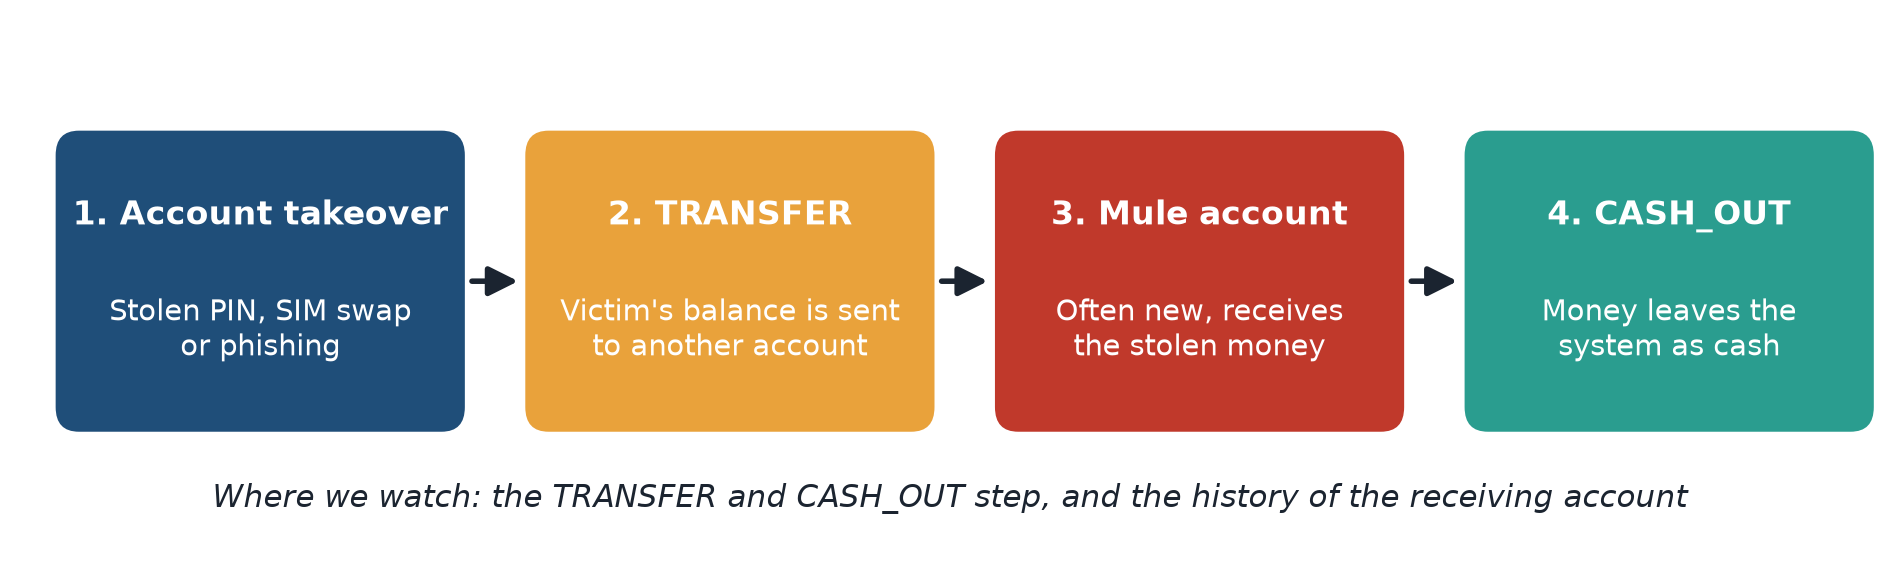 1. Account takeover
Stolen PIN, SIM swap
or phishing
2. TRANSFER
Victim's balance is sent
to another account
3. Mule account
Often new, receives
the stolen money
4. CASH_OUT
Money leaves the
system as cash
Where we watch: the TRANSFER and CASH_OUT step, and the history of the receiving account